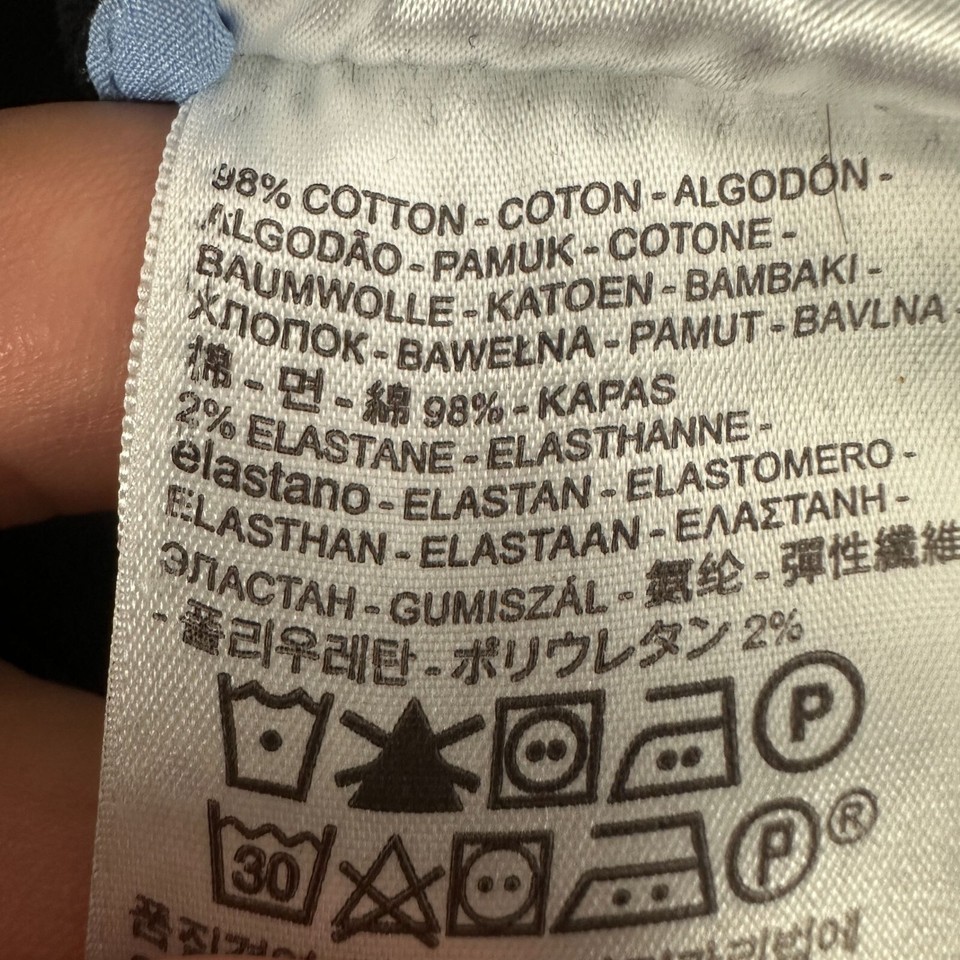 98% COTTON - COTON - ALGODÓN -
ALGODÃO - PAMUK - COTONE -
BAUMWOLLE - KATOEN - BAMBAKI -
ХЛОПОК - BAWEŁNA - PAMUT - BAVLNA -
棉 - 면 - 綿 98% - KAPAS
2% ELASTANE - ELASTHANNE -
elastano - ELASTAN - ELASTOMERO -
ELASTHAN - ELASTAAN - ΕΛΑΣΤΑΝΗ -
ЭЛАСТАН - GUMISZÁL - 氨纶 - 彈性纖維
- 폴리우레탄 - ポリウレタン 2%
P
30 P ®